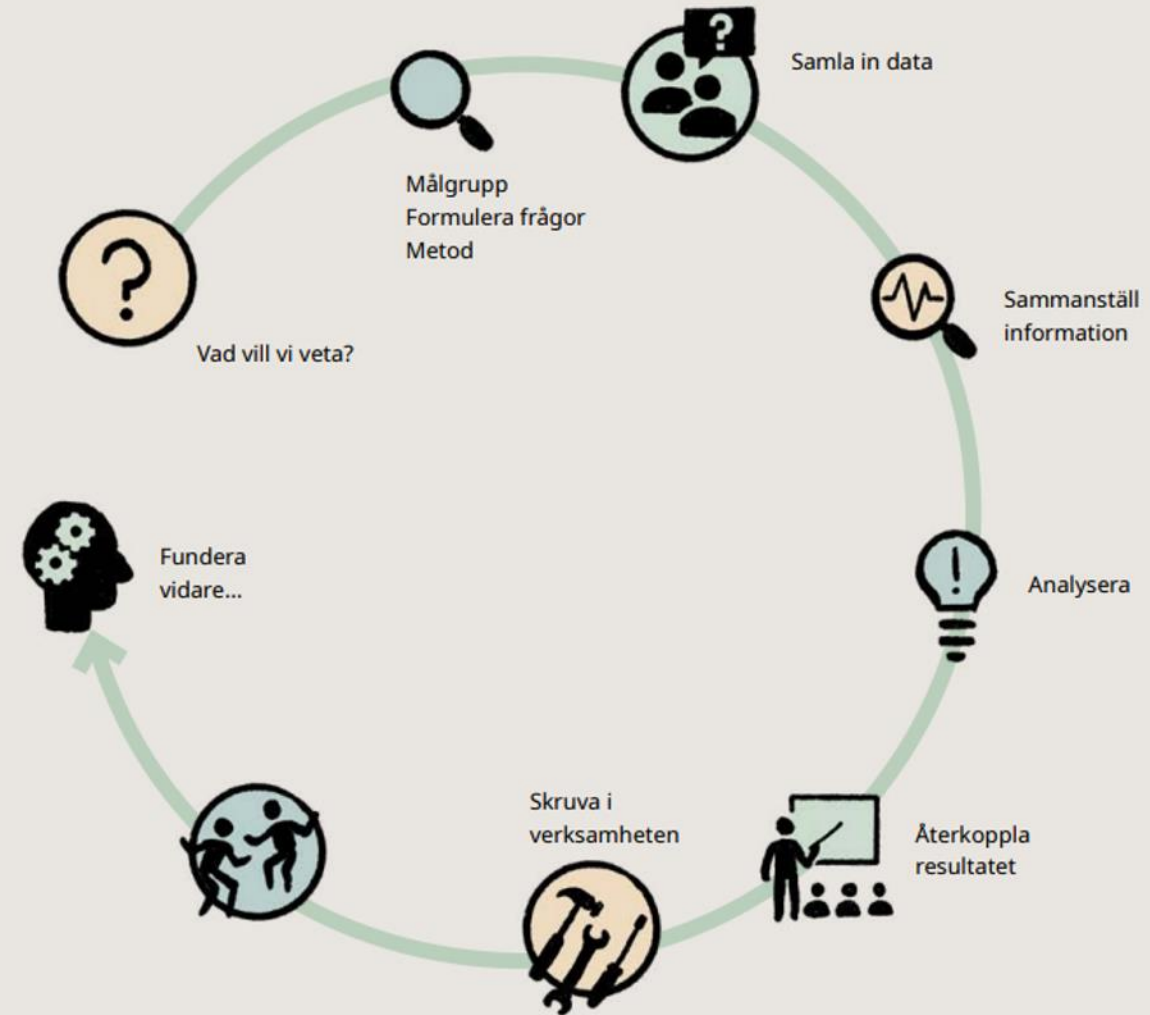 ?
Samla in data
Målgrupp
Formulera frågor
Metod
?
Vad vill vi veta?
Sammanställ
information
!
Analysera
Fundera
vidare...
Skruva i
verksamheten
Återkoppla
resultatet